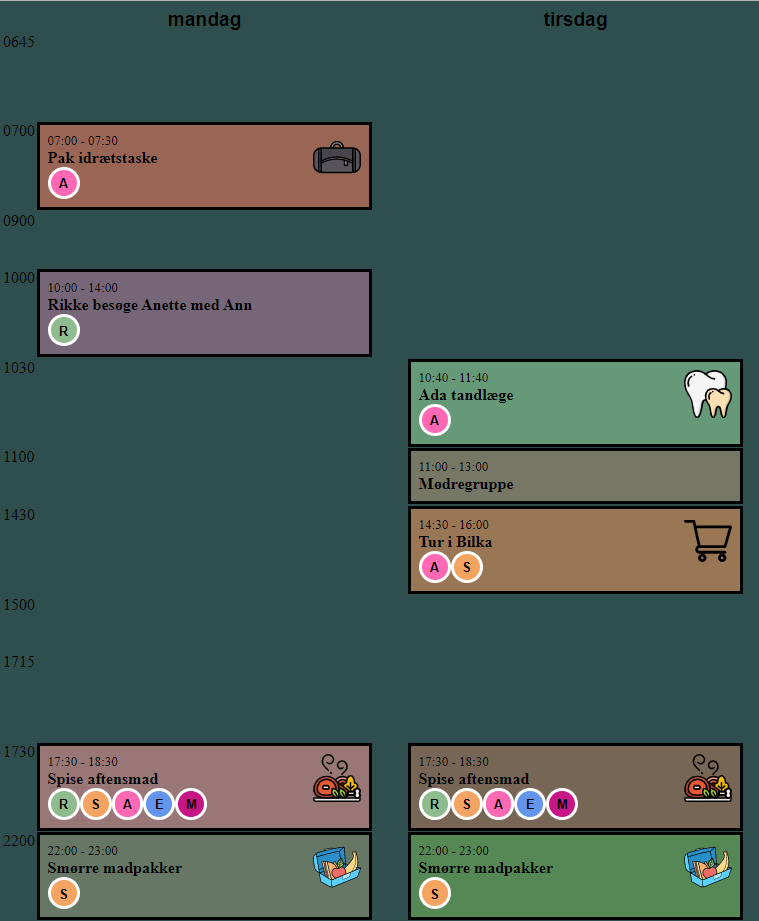 mandag
tirsdag
0645
0700
07:00 - 07:30
Pak idrætstaske
A
0900
1000
10:00 - 14:00
Rikke besøge Anette med Ann
R
1030
10:40 - 11:40
Ada tandlæge
A
1100
11:00 - 13:00
Mødregruppe
1430
14:30 - 16:00
Tur i Bilka
A S
1500
1715
1730
17:30 - 18:30
Spise aftensmad
R S A E M
17:30 - 18:30
Spise aftensmad
R S A E M
2200
22:00 - 23:00
Smørre madpakker
S
22:00 - 23:00
Smørre madpakker
S